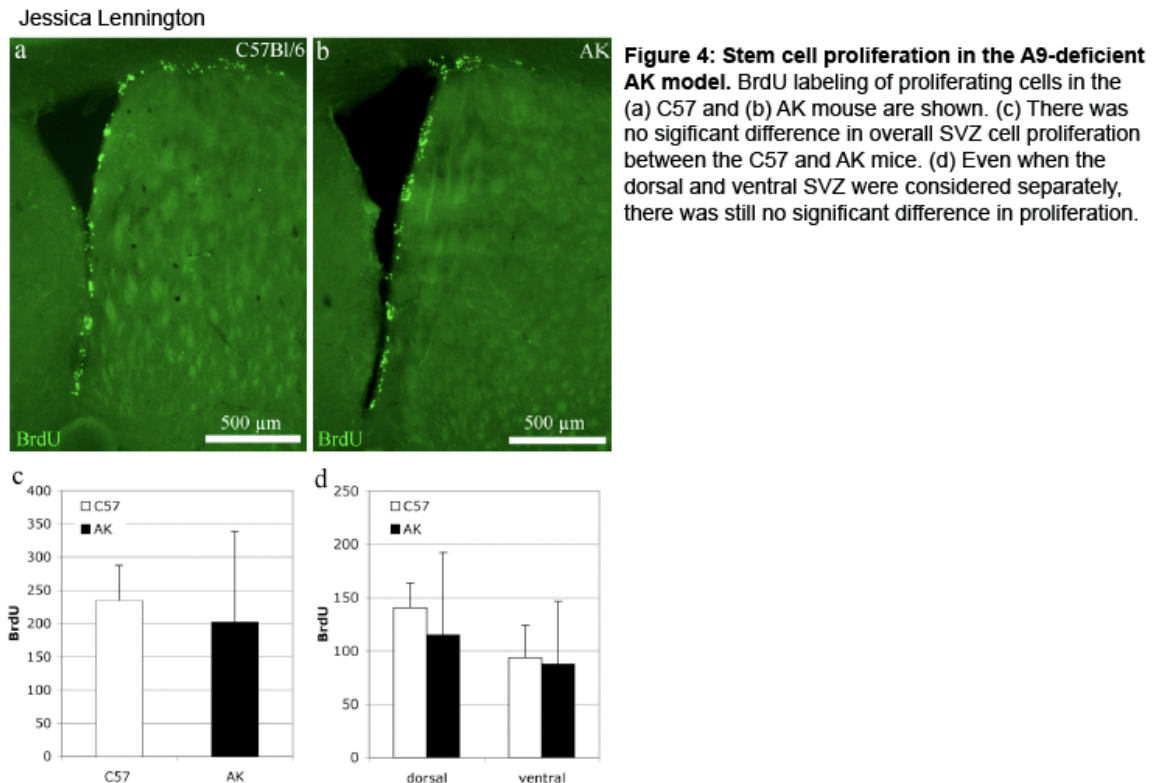 Jessica Lennington
a
C57Bl/6
BrdU
500 µm
b
AK
BrdU
500 µm
Figure 4: Stem cell proliferation in the A9-deficient
AK model. BrdU labeling of proliferating cells in the
(a) C57 and (b) AK mouse are shown. (c) There was
no sigificant difference in overall SVZ cell proliferation
between the C57 and AK mice. (d) Even when the
dorsal and ventral SVZ were considered separately,
there was still no significant difference in proliferation.
c
400
350
300
250
200
150
100
50
0
BrdU
C57
AK
C57
AK
d
250
200
150
100
50
0
BrdU
C57
AK
dorsal
ventral